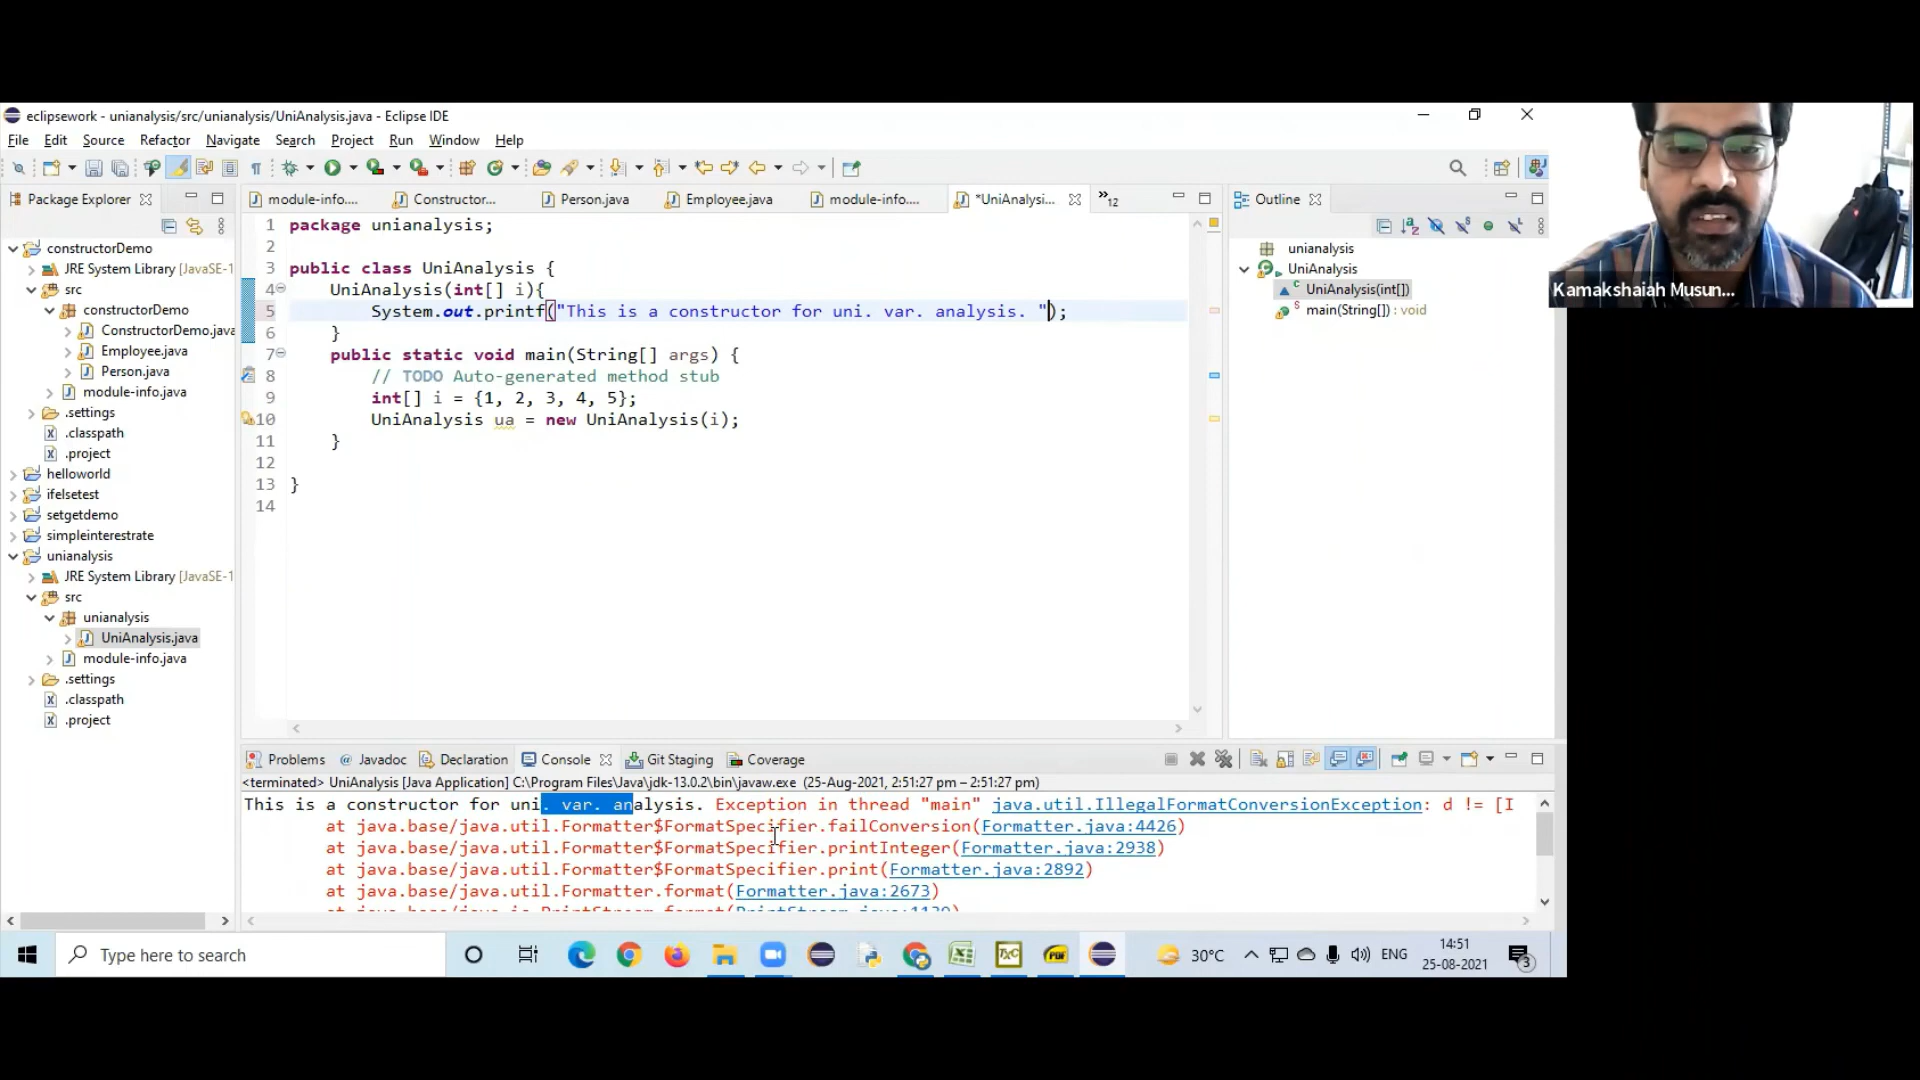 eclipsework - unianalysis/src/unianalysis/UniAnalysis.java - Eclipse IDE
File Edit Source Refactor Navigate Search Project Run Window Help
Package Explorer
module-info....
Constructor...
Person.java
Employee.java
module-info....
*UniAnalysi...
12
Outline
constructorDemo
JRE System Library [JavaSE-1
src
constructorDemo
ConstructorDemo.java
Employee.java
Person.java
module-info.java
.settings
.classpath
.project
helloworld
ifelsetest
setgetdemo
simpleinterestrate
unianalysis
JRE System Library [JavaSE-1
src
unianalysis
UniAnalysis.java
module-info.java
.settings
.classpath
.project
1 package unianalysis;
2
3 public class UniAnalysis {
4 UniAnalysis(int[] i){
5 System.out.printf("This is a constructor for uni. var. analysis. ");
6 }
7 public static void main(String[] args) {
8 // TODO Auto-generated method stub
9 int[] i = {1, 2, 3, 4, 5};
10 UniAnalysis ua = new UniAnalysis(i);
11 }
12
13 }
14
unianalysis
UniAnalysis
UniAnalysis(int[])
main(String[]) : void
Kamakshaiah Musun...
Problems @ Javadoc Declaration Console Git Staging Coverage
<terminated> UniAnalysis [Java Application] C:\Program Files\Java\jdk-13.0.2\bin\javaw.exe (25-Aug-2021, 2:51:27 pm – 2:51:27 pm)
This is a constructor for uni. var. analysis. Exception in thread "main" java.util.IllegalFormatConversionException: d != [I
at java.base/java.util.Formatter$FormatSpecifier.failConversion(Formatter.java:4426)
at java.base/java.util.Formatter$FormatSpecifier.printInteger(Formatter.java:2938)
at java.base/java.util.Formatter$FormatSpecifier.print(Formatter.java:2892)
at java.base/java.util.Formatter.format(Formatter.java:2673)
at java.base/java.io.PrintStream.format(PrintStream.java:1139)
Type here to search
30°C
ENG
14:51
25-08-2021
3